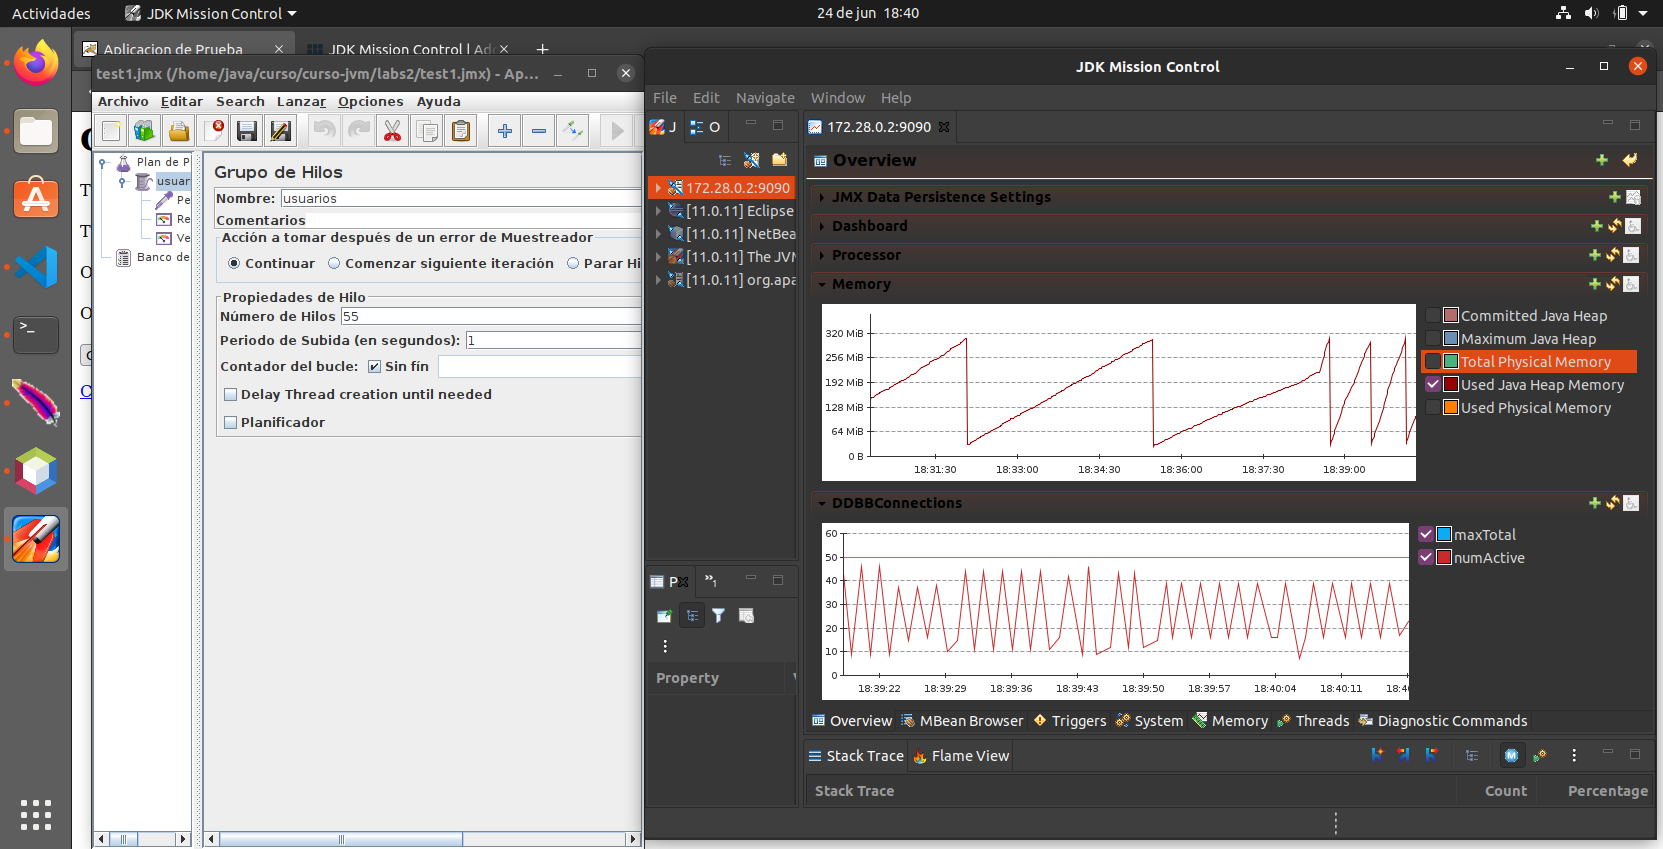 Actividades
JDK Mission Control
24 de jun 18:40
Aplicacion de Prueba
JDK Mission Control | Ad
test1.jmx (/home/java/curso/curso-jvm/labs2/test1.jmx) - Ap...
Archivo Editar Search Lanzar Opciones Ayuda
Plan de P
usuar
Pe
Re
Ve
Banco de
Grupo de Hilos
Nombre: usuarios
Comentarios
Acción a tomar después de un error de Muestreador
Continuar Comenzar siguiente iteración Parar Hi
Propiedades de Hilo
Número de Hilos 55
Periodo de Subida (en segundos): 1
Contador del bucle: Sin fín
Delay Thread creation until needed
Planificador
JDK Mission Control
File Edit Navigate Window Help
J O
172.28.0.2:9090
[11.0.11] Eclipse
[11.0.11] NetBea
[11.0.11] The JVM
[11.0.11] org.apa
P
Property
172.28.0.2:9090
Overview
JMX Data Persistence Settings
Dashboard
Processor
Memory
320 MiB
256 MiB
192 MiB
128 MiB
64 MiB
0 B
18:31:30 18:33:00 18:34:30 18:36:00 18:37:30 18:39:00
Committed Java Heap
Maximum Java Heap
Total Physical Memory
Used Java Heap Memory
Used Physical Memory
DDBBConnections
60
50
40
30
20
10
0
18:39:22 18:39:29 18:39:36 18:39:43 18:39:50 18:39:57 18:40:04 18:40:11 18:4
maxTotal
numActive
Overview MBean Browser Triggers System Memory Threads Diagnostic Commands
Stack Trace Flame View
Stack Trace Count Percentage